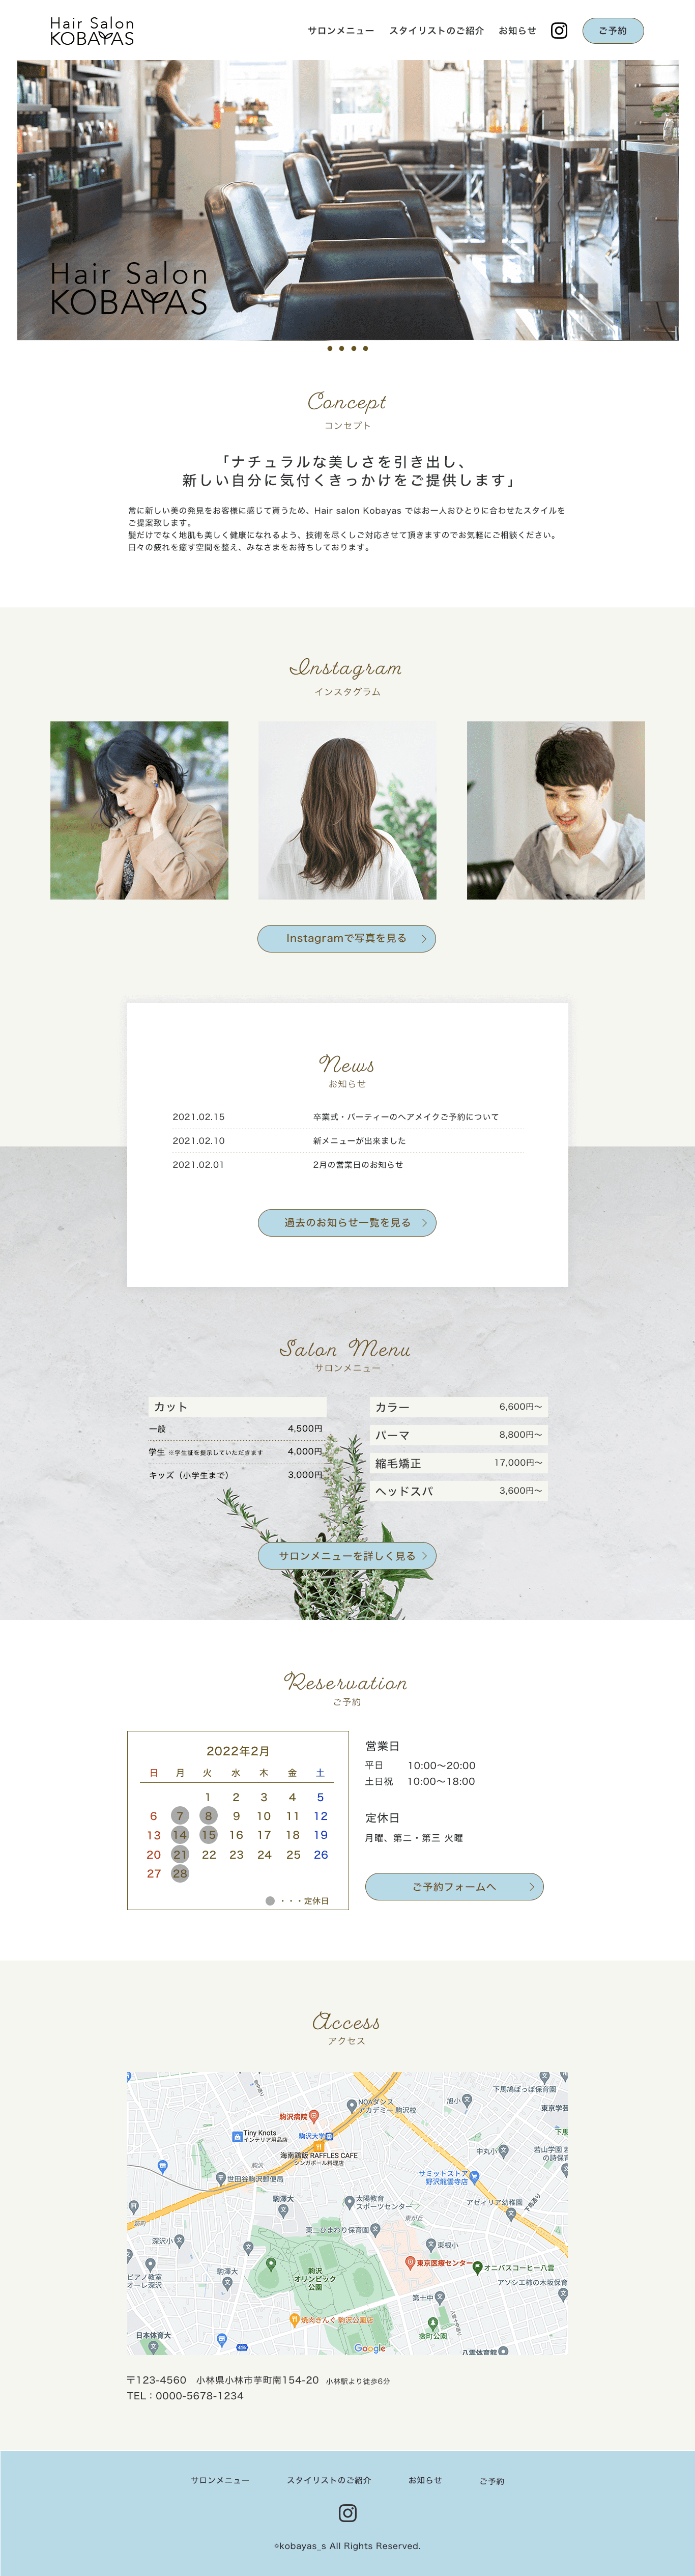 Hair Salon
KOBAYAS
サロンメニュー
スタイリストのご紹介
お知らせ
ご予約
Hair Salon
KOBAYAS
Concept
コンセプト
「ナチュラルな美しさを引き出し、
新しい自分に気付くきっかけをご提供します」
常に新しい美の発見をお客様に感じて貰うため、Hair salon Kobayas ではお一人おひとりに合わせたスタイルを
ご提案致します。
髪だけでなく地肌も美しく健康になれるよう、技術を尽くしご対応させて頂きますのでお気軽にご相談ください。
日々の疲れを癒す空間を整え、みなさまをお待ちしております。
Instagram
インスタグラム
Instagramで写真を見る
News
お知らせ
2021.02.15 卒業式・パーティーのヘアメイクご予約について
2021.02.10 新メニューが出来ました
2021.02.01 2月の営業日のお知らせ
過去のお知らせ一覧を見る
Salon Menu
サロンメニュー
カット
一般 4,500円
学生 ※学生証を提示していただきます 4,000円
キッズ（小学生まで） 3,000円
カラー 6,600円〜
パーマ 8,800円〜
縮毛矯正 17,000円〜
ヘッドスパ 3,600円〜
サロンメニューを詳しく見る
Reservation
ご予約
2022年2月
日 月 火 水 木 金 土
1 2 3 4 5
6 7 8 9 10 11 12
13 14 15 16 17 18 19
20 21 22 23 24 25 26
27 28
・・・定休日
営業日
平日 10:00〜20:00
土日祝 10:00〜18:00
定休日
月曜、第二・第三 火曜
ご予約フォームへ
Access
アクセス
下馬鳩ぽっぽ保育園
NOAダンス
アカデミー 駒沢校
旭小
東京学芸
駒沢病院
Tiny Knots
インテリア用品店
駒沢大学
下馬
海南鶏飯 RAFFLES CAFE
シンガポール料理店
中丸小
若山学園 若
の詩保育
駒沢
世田谷駒沢郵便局
サミットストア
野沢龍雲寺店
駒澤大
太陽教育
スポーツセンター
アゼィリア幼稚園
下馬通り
東が丘
深沢小
東二ひまわり保育園
東根小
ピアノ教室
オーレ深沢
駒澤大
駒沢
オリンピック
公園
東京医療センター
オニバスコーヒー八雲
アソシエ柿の木坂保育
第十中
焼肉きんぐ 駒沢公園店
日本体育大
衾町公園
416
Google
八雲体育館
〒123-4560 小林県小林市芋町南154-20 小林駅より徒歩6分
TEL：0000-5678-1234
サロンメニュー
スタイリストのご紹介
お知らせ
ご予約
©kobayas_s All Rights Reserved.